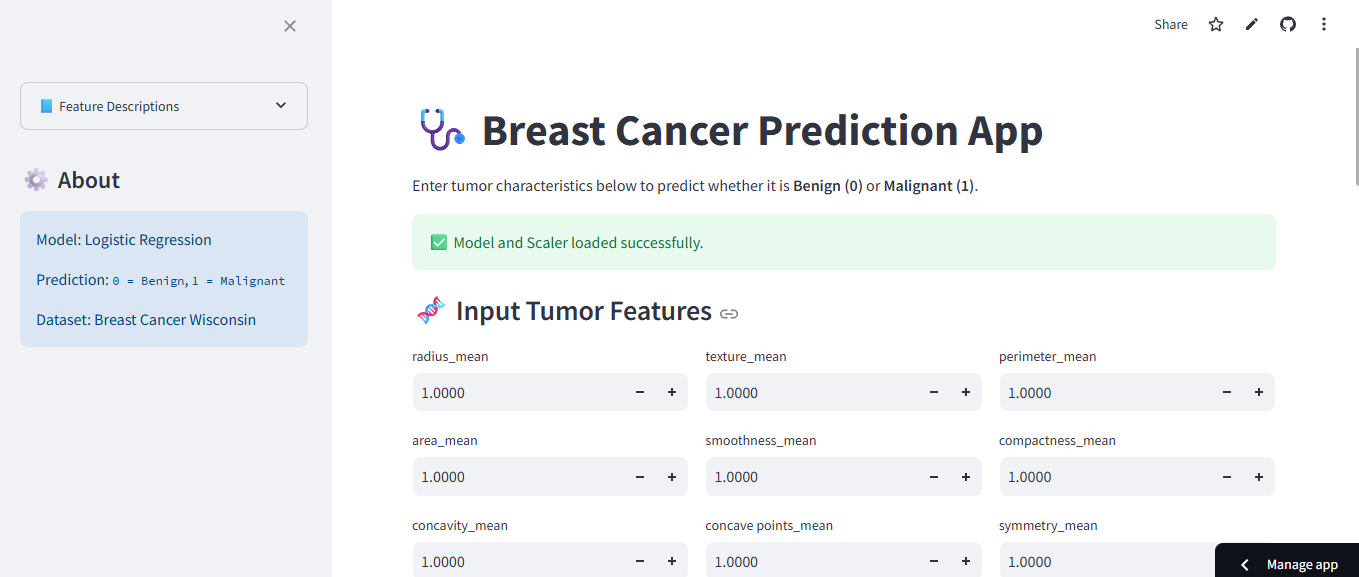 Share
Feature Descriptions
About
Model: Logistic Regression
Prediction: 0 = Benign, 1 = Malignant
Dataset: Breast Cancer Wisconsin
Breast Cancer Prediction App
Enter tumor characteristics below to predict whether it is Benign (0) or Malignant (1).
Model and Scaler loaded successfully.
Input Tumor Features
radius_mean texture_mean perimeter_mean
1.0000 1.0000 1.0000
area_mean smoothness_mean compactness_mean
1.0000 1.0000 1.0000
concavity_mean concave points_mean symmetry_mean
1.0000 1.0000 1.0000
Manage app